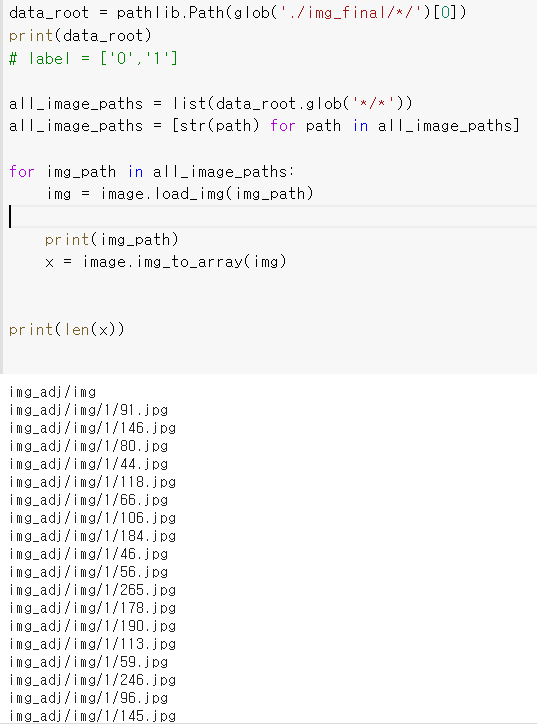 data_root = pathlib.Path(glob('./img_final/*/')[0])
print(data_root)
# label = ['0','1']
all_image_paths = list(data_root.glob('*/*'))
all_image_paths = [str(path) for path in all_image_paths]
for img_path in all_image_paths:
img = image.load_img(img_path)
print(img_path)
x = image.img_to_array(img)
print(len(x))
img_adj/img
img_adj/img/1/91.jpg
img_adj/img/1/146.jpg
img_adj/img/1/80.jpg
img_adj/img/1/44.jpg
img_adj/img/1/118.jpg
img_adj/img/1/66.jpg
img_adj/img/1/106.jpg
img_adj/img/1/184.jpg
img_adj/img/1/46.jpg
img_adj/img/1/56.jpg
img_adj/img/1/265.jpg
img_adj/img/1/178.jpg
img_adj/img/1/190.jpg
img_adj/img/1/113.jpg
img_adj/img/1/59.jpg
img_adj/img/1/246.jpg
img_adj/img/1/96.jpg
img_adj/img/1/145.jpg